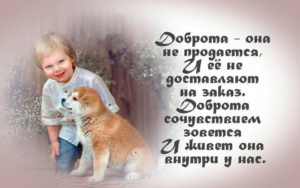 Доброта - она
не продается,
И её не
доставляют
на заказ.
Доброта
сочувствием
зовется
И живет она
внутри у нас.